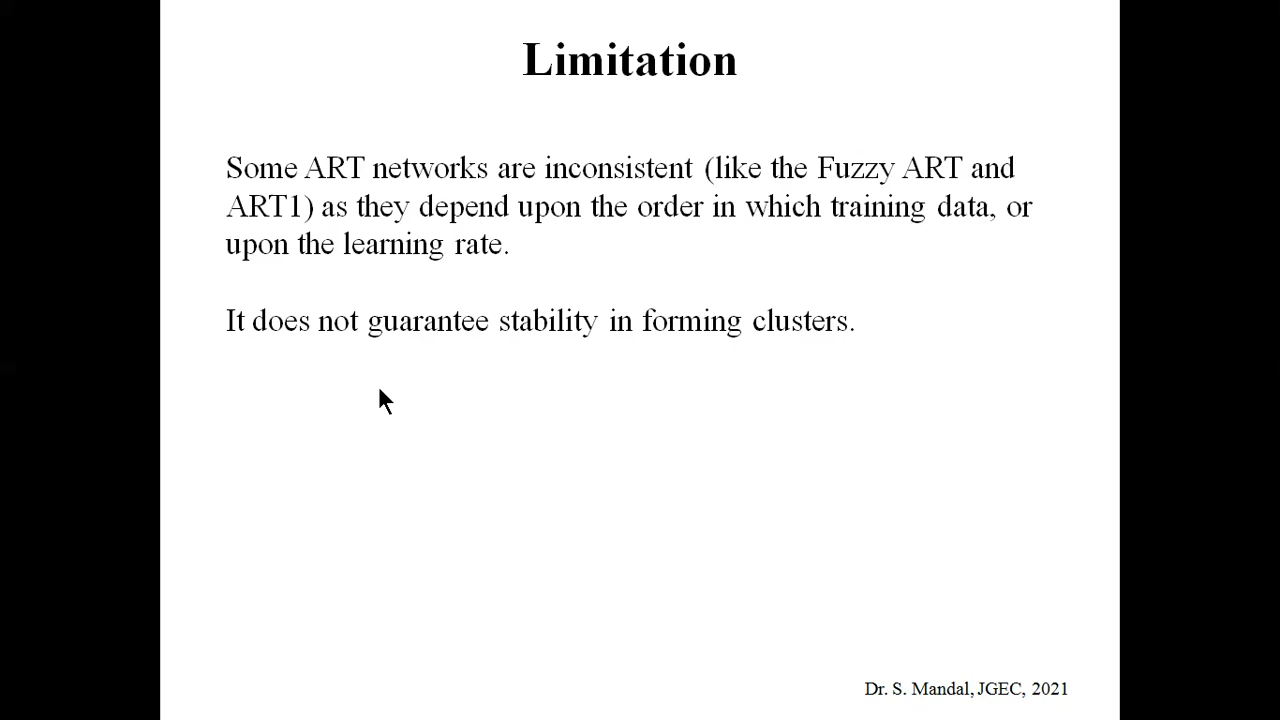 Limitation
Some ART networks are inconsistent (like the Fuzzy ART and
ART1) as they depend upon the order in which training data, or
upon the learning rate.
It does not guarantee stability in forming clusters.
Dr. S. Mandal, JGEC, 2021